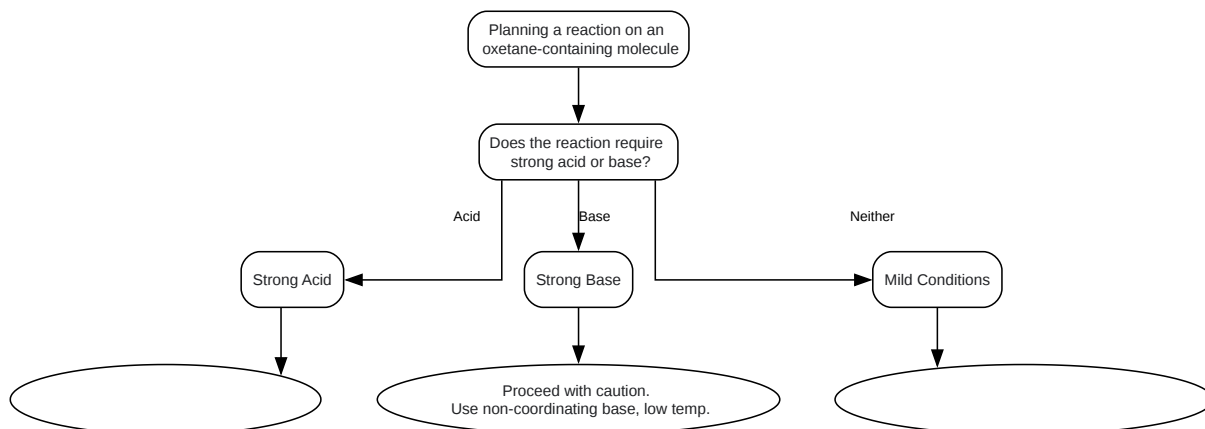 Planning a reaction on an
oxetane-containing molecule
Does the reaction require
strong acid or base?
Acid
Base
Neither
Strong Acid
Strong Base
Mild Conditions
Proceed with caution.
Use non-coordinating base, low temp.